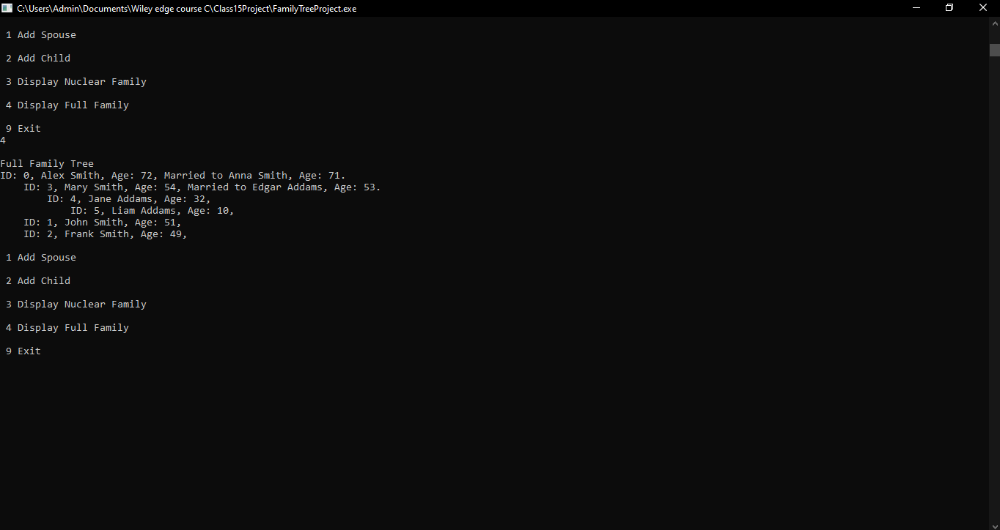 C:\Users\Admin\Documents\Wiley edge course C\Class15Project\FamilyTreeProject.exe
1 Add Spouse
2 Add Child
3 Display Nuclear Family
4 Display Full Family
9 Exit
4
Full Family Tree
ID: 0, Alex Smith, Age: 72, Married to Anna Smith, Age: 71.
ID: 3, Mary Smith, Age: 54, Married to Edgar Addams, Age: 53.
ID: 4, Jane Addams, Age: 32,
ID: 5, Liam Addams, Age: 10,
ID: 1, John Smith, Age: 51,
ID: 2, Frank Smith, Age: 49,
1 Add Spouse
2 Add Child
3 Display Nuclear Family
4 Display Full Family
9 Exit